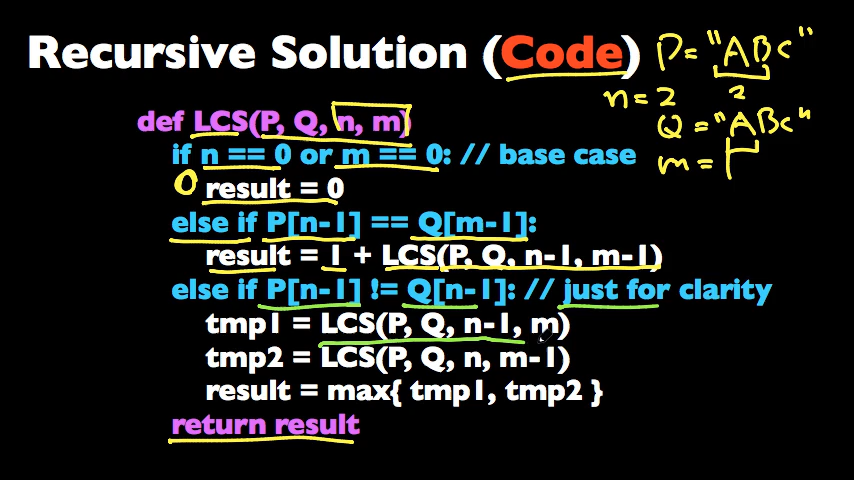 Recursive Solution (Code)
P = "ABC"
n = 2
2
Q = "ABC"
m = 1
def LCS(P, Q, n, m)
if n == 0 or m == 0: // base case
0 result = 0
else if P[n-1] == Q[m-1]:
result = 1 + LCS(P, Q, n-1, m-1)
else if P[n-1] != Q[n-1]: // just for clarity
tmp1 = LCS(P, Q, n-1, m)
tmp2 = LCS(P, Q, n, m-1)
result = max{ tmp1, tmp2 }
return result